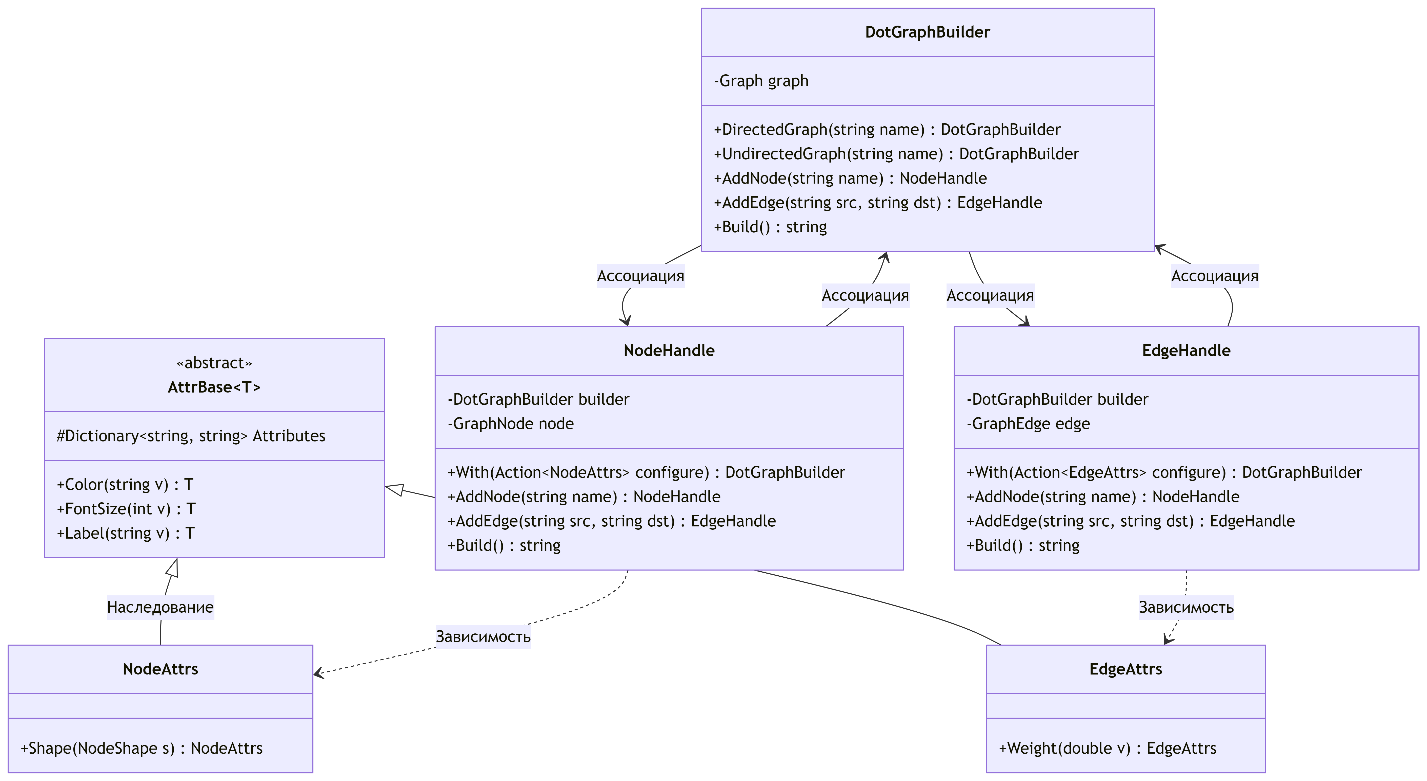 DotGraphBuilder
-Graph graph
+DirectedGraph(string name) : DotGraphBuilder
+UndirectedGraph(string name) : DotGraphBuilder
+AddNode(string name) : NodeHandle
+AddEdge(string src, string dst) : EdgeHandle
+Build() : string
Ассоциация
Ассоциация
Ассоциация
Ассоциация
«abstract»
AttrBase<T>
#Dictionary<string, string> Attributes
+Color(string v) : T
+FontSize(int v) : T
+Label(string v) : T
NodeHandle
-DotGraphBuilder builder
-GraphNode node
+With(Action<NodeAttrs> configure) : DotGraphBuilder
+AddNode(string name) : NodeHandle
+AddEdge(string src, string dst) : EdgeHandle
+Build() : string
EdgeHandle
-DotGraphBuilder builder
-GraphEdge edge
+With(Action<EdgeAttrs> configure) : DotGraphBuilder
+AddNode(string name) : NodeHandle
+AddEdge(string src, string dst) : EdgeHandle
+Build() : string
Наследование
Зависимость
Зависимость
NodeAttrs
+Shape(NodeShape s) : NodeAttrs
EdgeAttrs
+Weight(double v) : EdgeAttrs